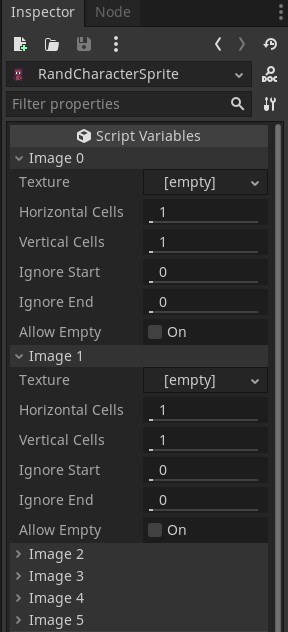 Inspector Node
RandCharacterSprite DOC
Filter properties
Script Variables
Image 0
Texture [empty]
Horizontal Cells 1
Vertical Cells 1
Ignore Start 0
Ignore End 0
Allow Empty On
Image 1
Texture [empty]
Horizontal Cells 1
Vertical Cells 1
Ignore Start 0
Ignore End 0
Allow Empty On
Image 2
Image 3
Image 4
Image 5